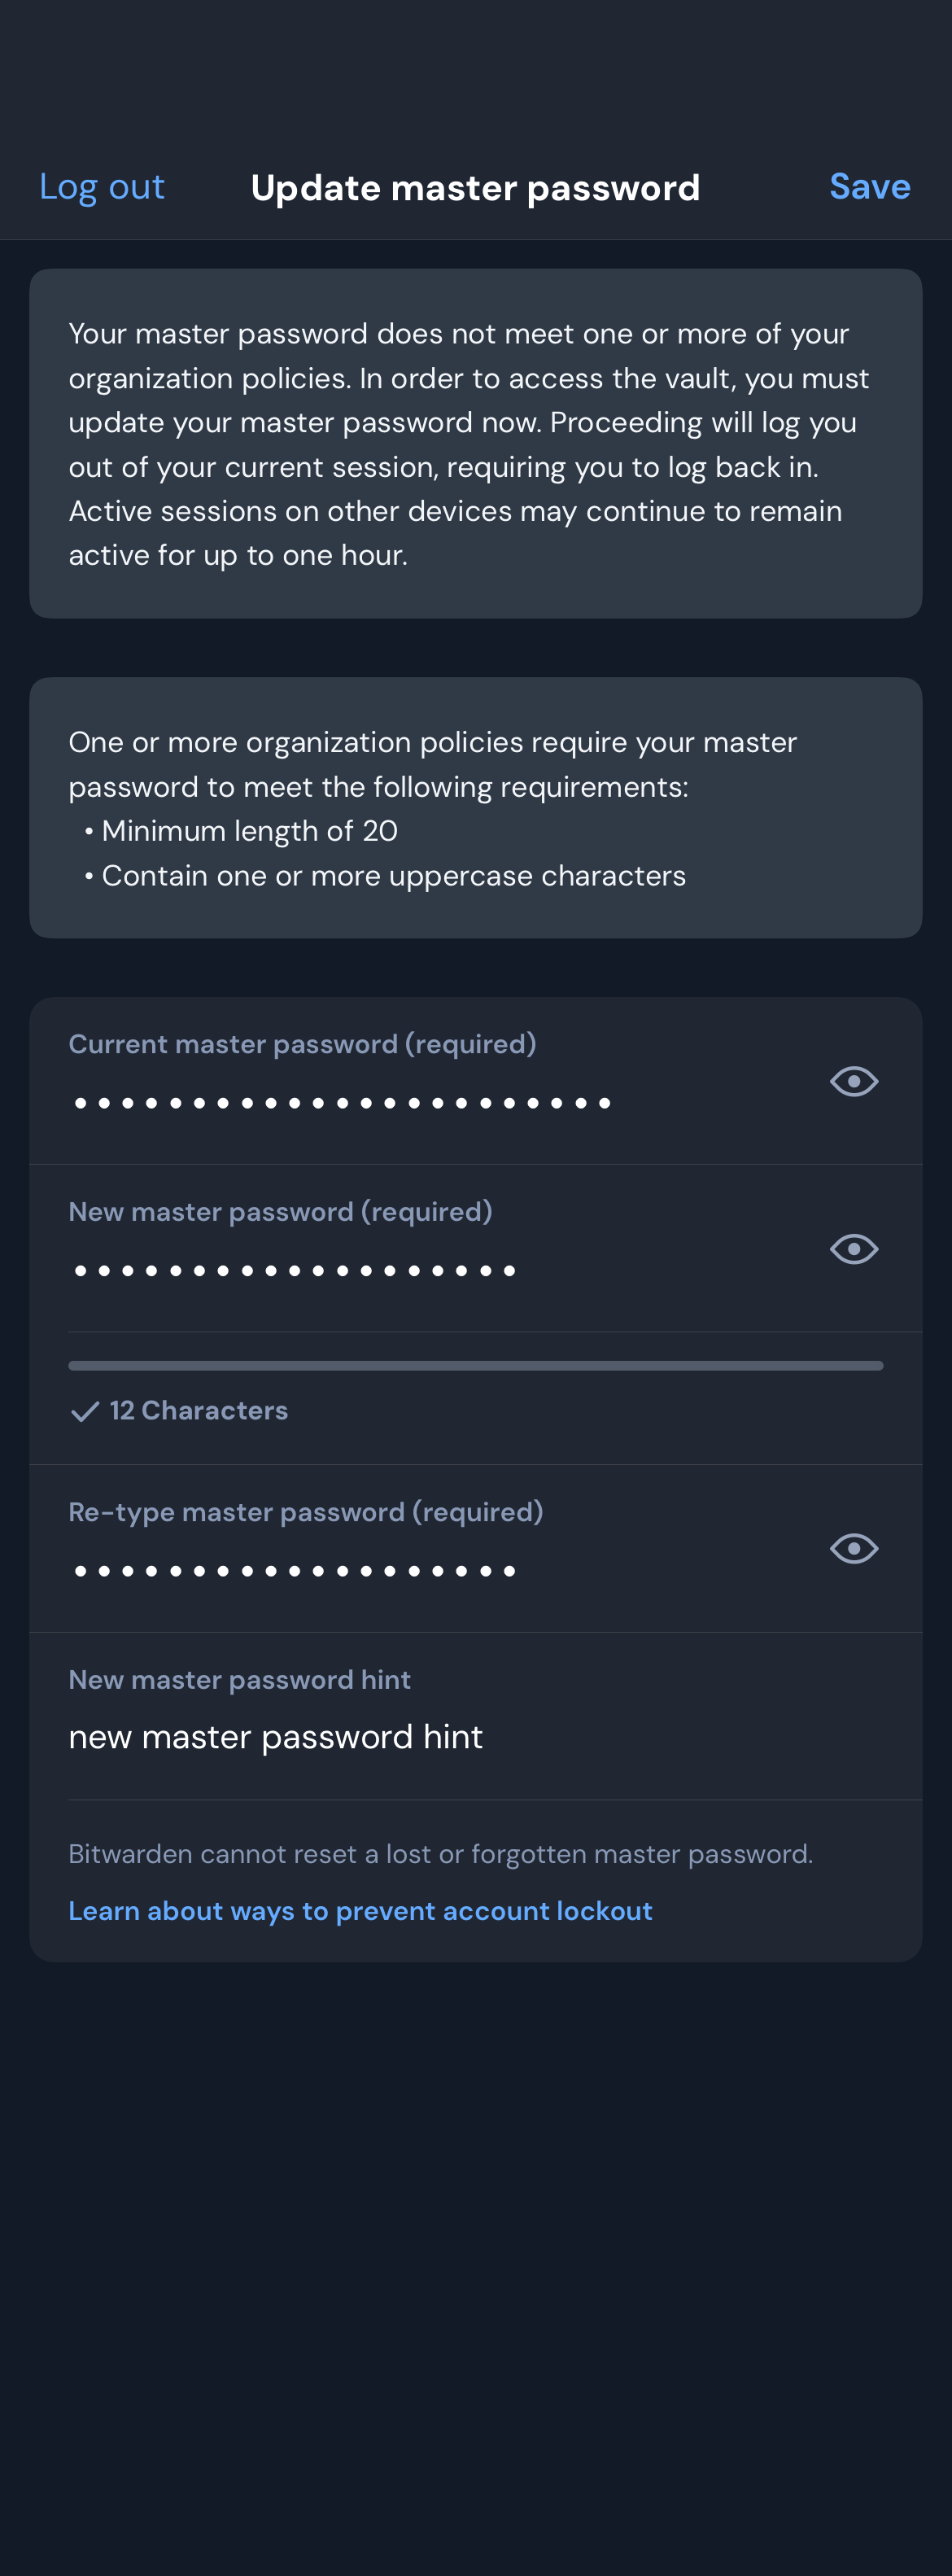 Log out
Update master password
Save
Your master password does not meet one or more of your
organization policies. In order to access the vault, you must
update your master password now. Proceeding will log you
out of your current session, requiring you to log back in.
Active sessions on other devices may continue to remain
active for up to one hour.
One or more organization policies require your master
password to meet the following requirements:
• Minimum length of 20
• Contain one or more uppercase characters
Current master password (required)
•••••••••••••••••••••••
New master password (required)
•••••••••••••••••••
12 Characters
Re-type master password (required)
•••••••••••••••••••
New master password hint
new master password hint
Bitwarden cannot reset a lost or forgotten master password.
Learn about ways to prevent account lockout